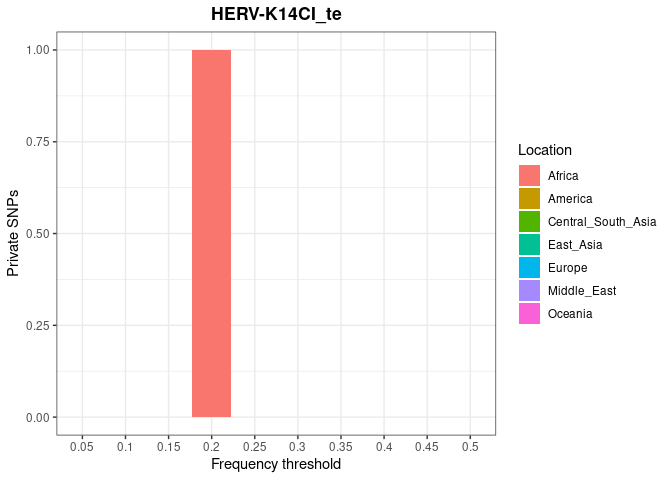 HERV-K14CI_te
1.00
0.75
0.50
0.25
0.00
Private SNPs
0.05 0.1 0.15 0.2 0.25 0.3 0.35 0.4 0.45 0.5
Frequency threshold
Location
Africa
America
Central_South_Asia
East_Asia
Europe
Middle_East
Oceania